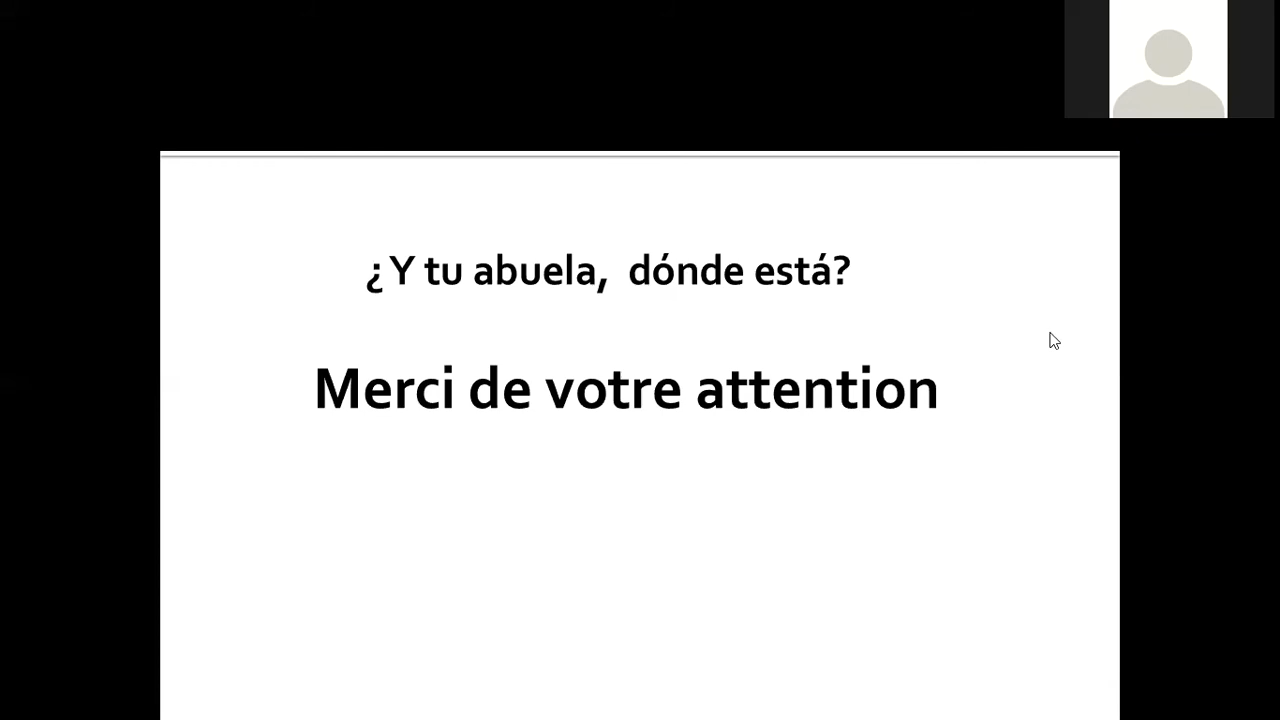 ¿Y tu abuela, dónde está?
Merci de votre attention